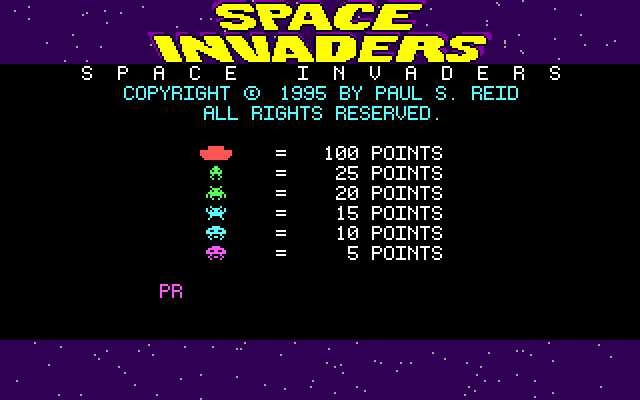 SPACE
INVADERS
S P A C E   I N V A D E R S
COPYRIGHT © 1995 BY PAUL S. REID
ALL RIGHTS RESERVED.
= 100 POINTS
= 25 POINTS
= 20 POINTS
= 15 POINTS
= 10 POINTS
= 5 POINTS
PR